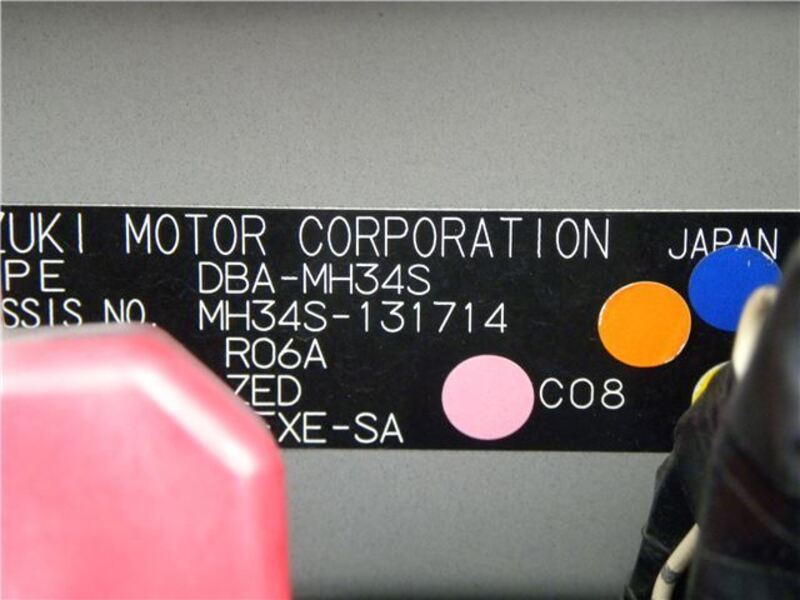 ZUKI MOTOR CORPORATION JAPAN
PE DBA-MH34S
SSIS NO. MH34S-131714
R06A
ZED C08
EXE-SA